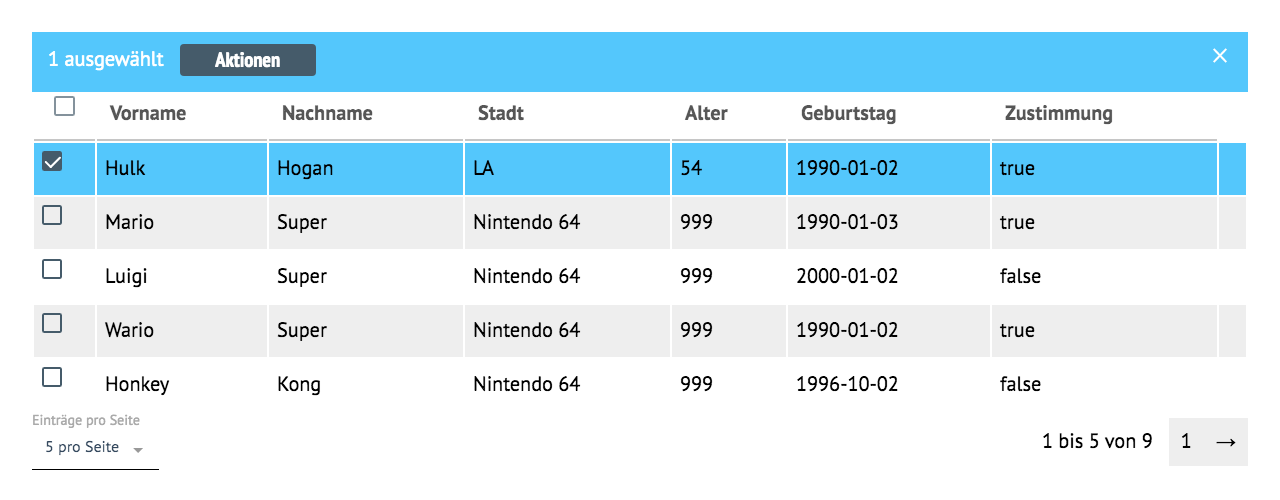 1 ausgewählt Aktionen ×
Vorname Nachname Stadt Alter Geburtstag Zustimmung
Hulk Hogan LA 54 1990-01-02 true
Mario Super Nintendo 64 999 1990-01-03 true
Luigi Super Nintendo 64 999 2000-01-02 false
Wario Super Nintendo 64 999 1990-01-02 true
Honkey Kong Nintendo 64 999 1996-10-02 false
Einträge pro Seite
5 pro Seite 1 bis 5 von 9 1 →